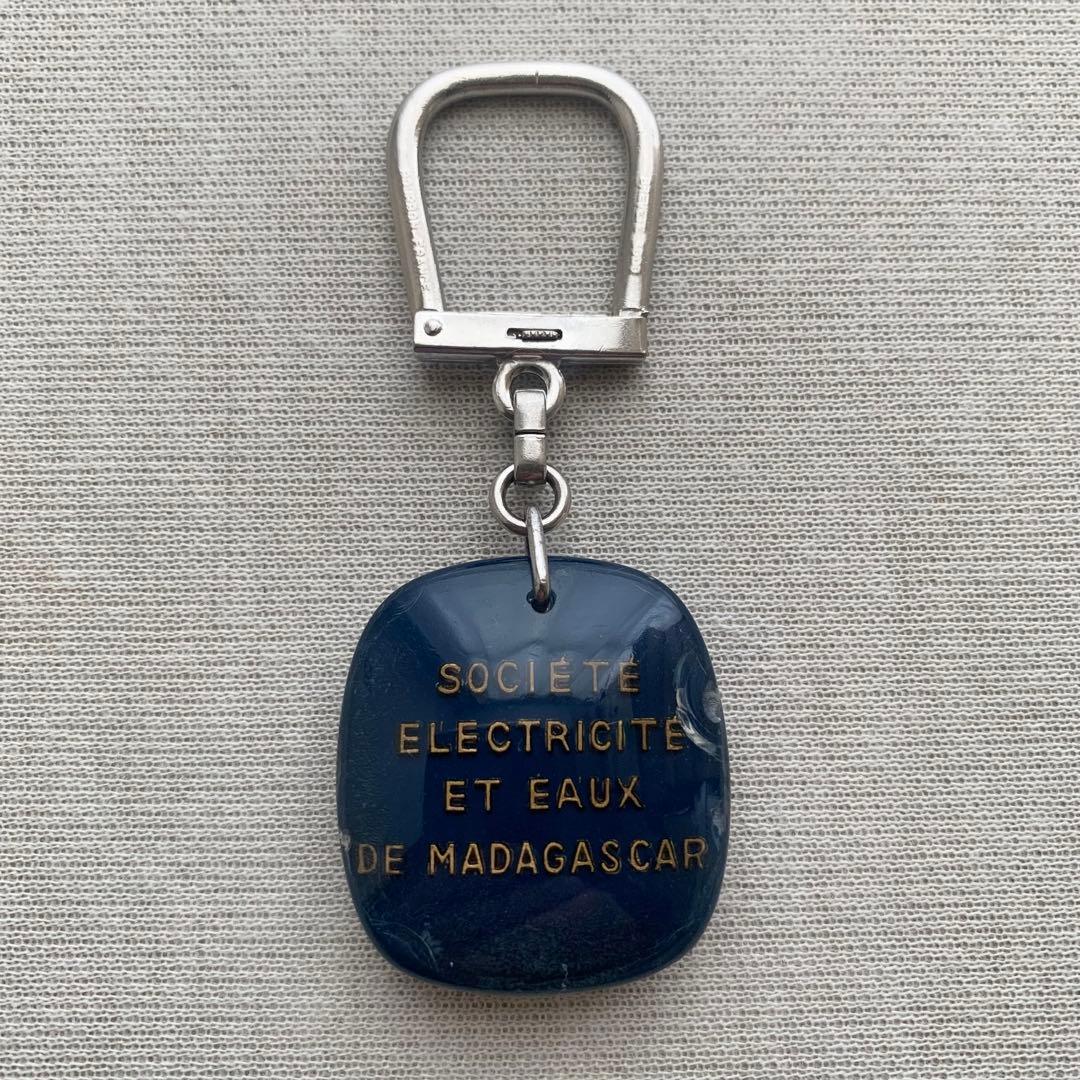 SOCIÉTÉ
ELECTRICITÉ
ET EAUX
DE MADAGASCAR